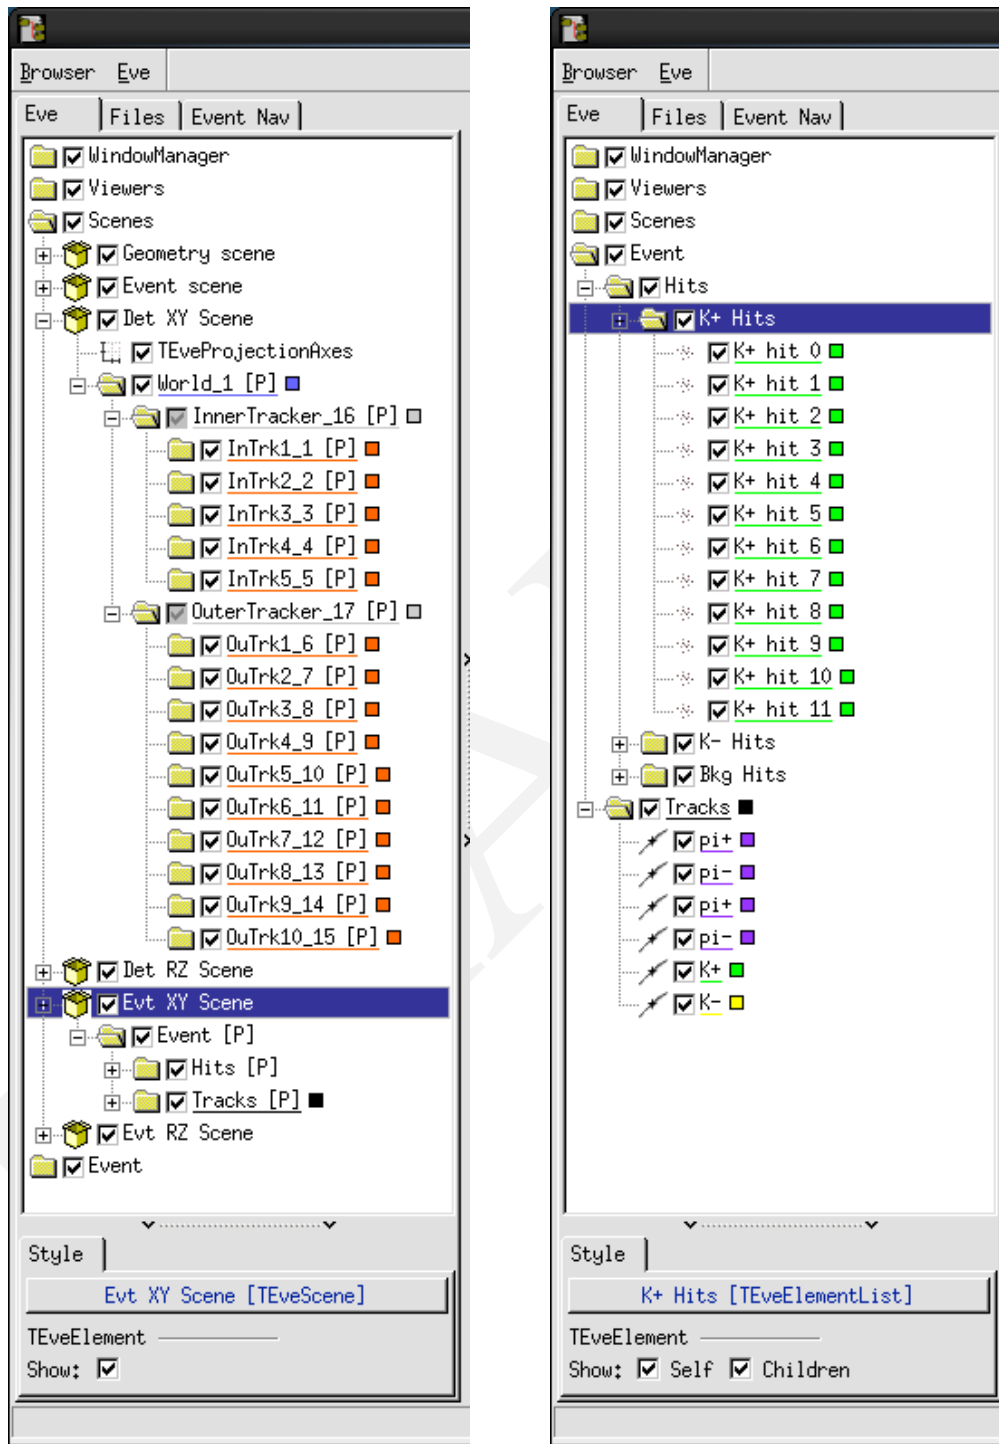 Browser Eve
Eve Files Event Nav
WindowManager
Viewers
Scenes
Geometry scene
Event scene
Det XY Scene
TEveProjectionAxes
World_1 [P]
InnerTracker_16 [P]
InTrk1_1 [P]
InTrk2_2 [P]
InTrk3_3 [P]
InTrk4_4 [P]
InTrk5_5 [P]
OuterTracker_17 [P]
OuTrk1_6 [P]
OuTrk2_7 [P]
OuTrk3_8 [P]
OuTrk4_9 [P]
OuTrk5_10 [P]
OuTrk6_11 [P]
OuTrk7_12 [P]
OuTrk8_13 [P]
OuTrk9_14 [P]
OuTrk10_15 [P]
Det RZ Scene
Evt XY Scene
Event [P]
Hits [P]
Tracks [P]
Evt RZ Scene
Event
Style
Evt XY Scene [TEveScene]
TEveElement
Show:
Browser Eve
Eve Files Event Nav
WindowManager
Viewers
Scenes
Event
Hits
K+ Hits
K+ hit 0
K+ hit 1
K+ hit 2
K+ hit 3
K+ hit 4
K+ hit 5
K+ hit 6
K+ hit 7
K+ hit 8
K+ hit 9
K+ hit 10
K+ hit 11
K- Hits
Bkg Hits
Tracks
pi+
pi-
pi+
pi-
K+
K-
Style
K+ Hits [TEveElementList]
TEveElement
Show: Self Children